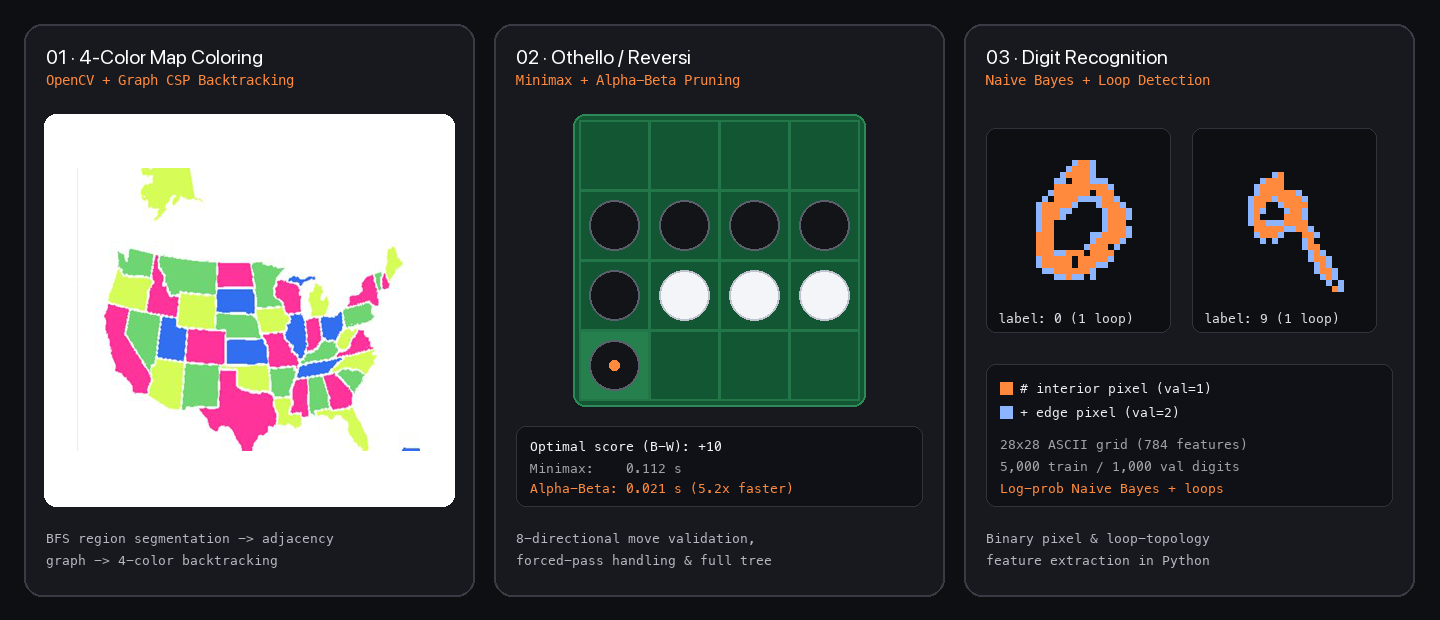 01 · 4-Color Map Coloring
OpenCV + Graph CSP Backtracking
BFS region segmentation –> adjacency
graph –> 4-color backtracking
02 · Othello / Reversi
Minimax + Alpha–Beta Pruning
Optimal score (B–W): +10
Minimax: 0.112 s
Alpha–Beta: 0.021 s (5.2x faster)
8-directional move validation,
forced–pass handling & full tree
03 · Digit Recognition
Naive Bayes + Loop Detection
label: 0 (1 loop)
label: 9 (1 loop)
# interior pixel (val=1)
+ edge pixel (val=2)
28x28 ASCII grid (784 features)
5,000 train / 1,000 val digits
Log–prob Naive Bayes + loops
Binary pixel & loop–topology
feature extraction in Python